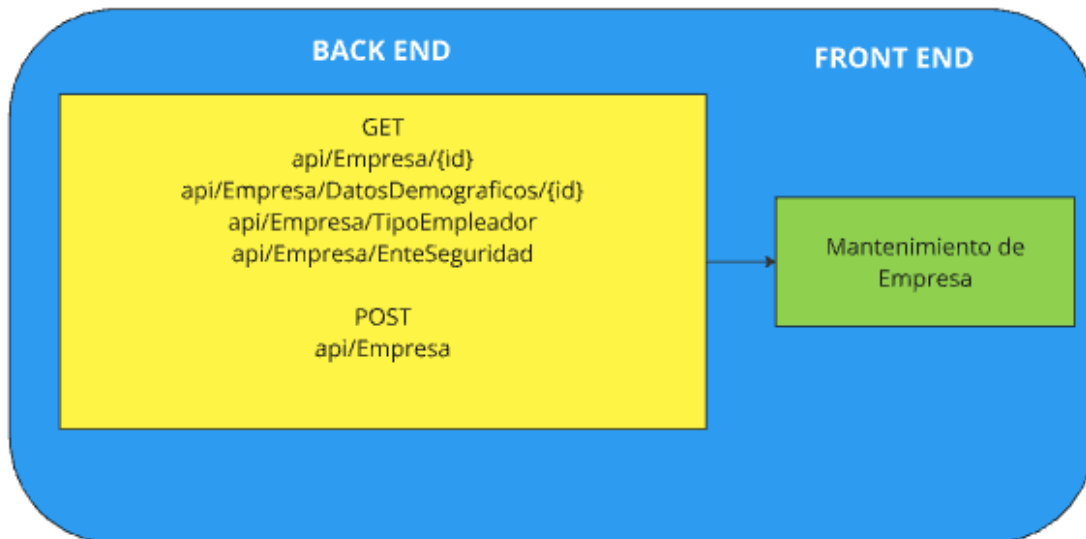 BACK END
FRONT END
GET
api/Empresa/{id}
api/Empresa/DatosDemograficos/{id}
api/Empresa/TipoEmpleador
api/Empresa/EnteSeguridad
POST
api/Empresa
Mantenimiento de
Empresa